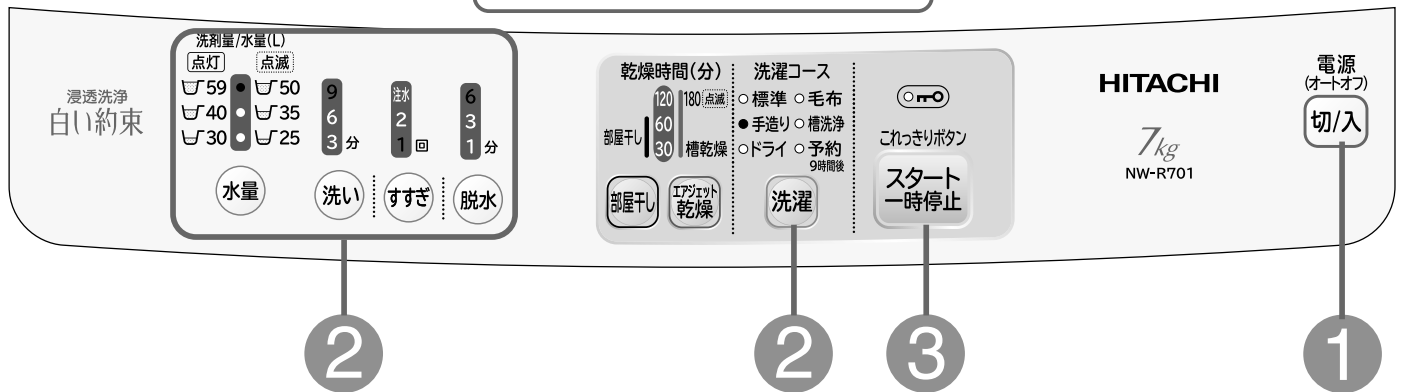 浸透洗浄
白い約束
洗剤量/水量(L)
点灯 点滅
59 50
40 35
30 25
水量
9
6
3 分
洗い
注水
2
1 回
すすぎ
6
3
1 分
脱水
乾燥時間(分)
120 180 点滅
60
部屋干し
30 槽乾燥
部屋干し
エアジェット
乾燥
洗濯コース
標準 毛布
手造り 槽洗浄
ドライ 予約
9時間後
洗濯
これっきりボタン
スタート
一時停止
HITACHI
7kg
NW-R701
電源
(オートオフ)
切/入
2
2
3
1